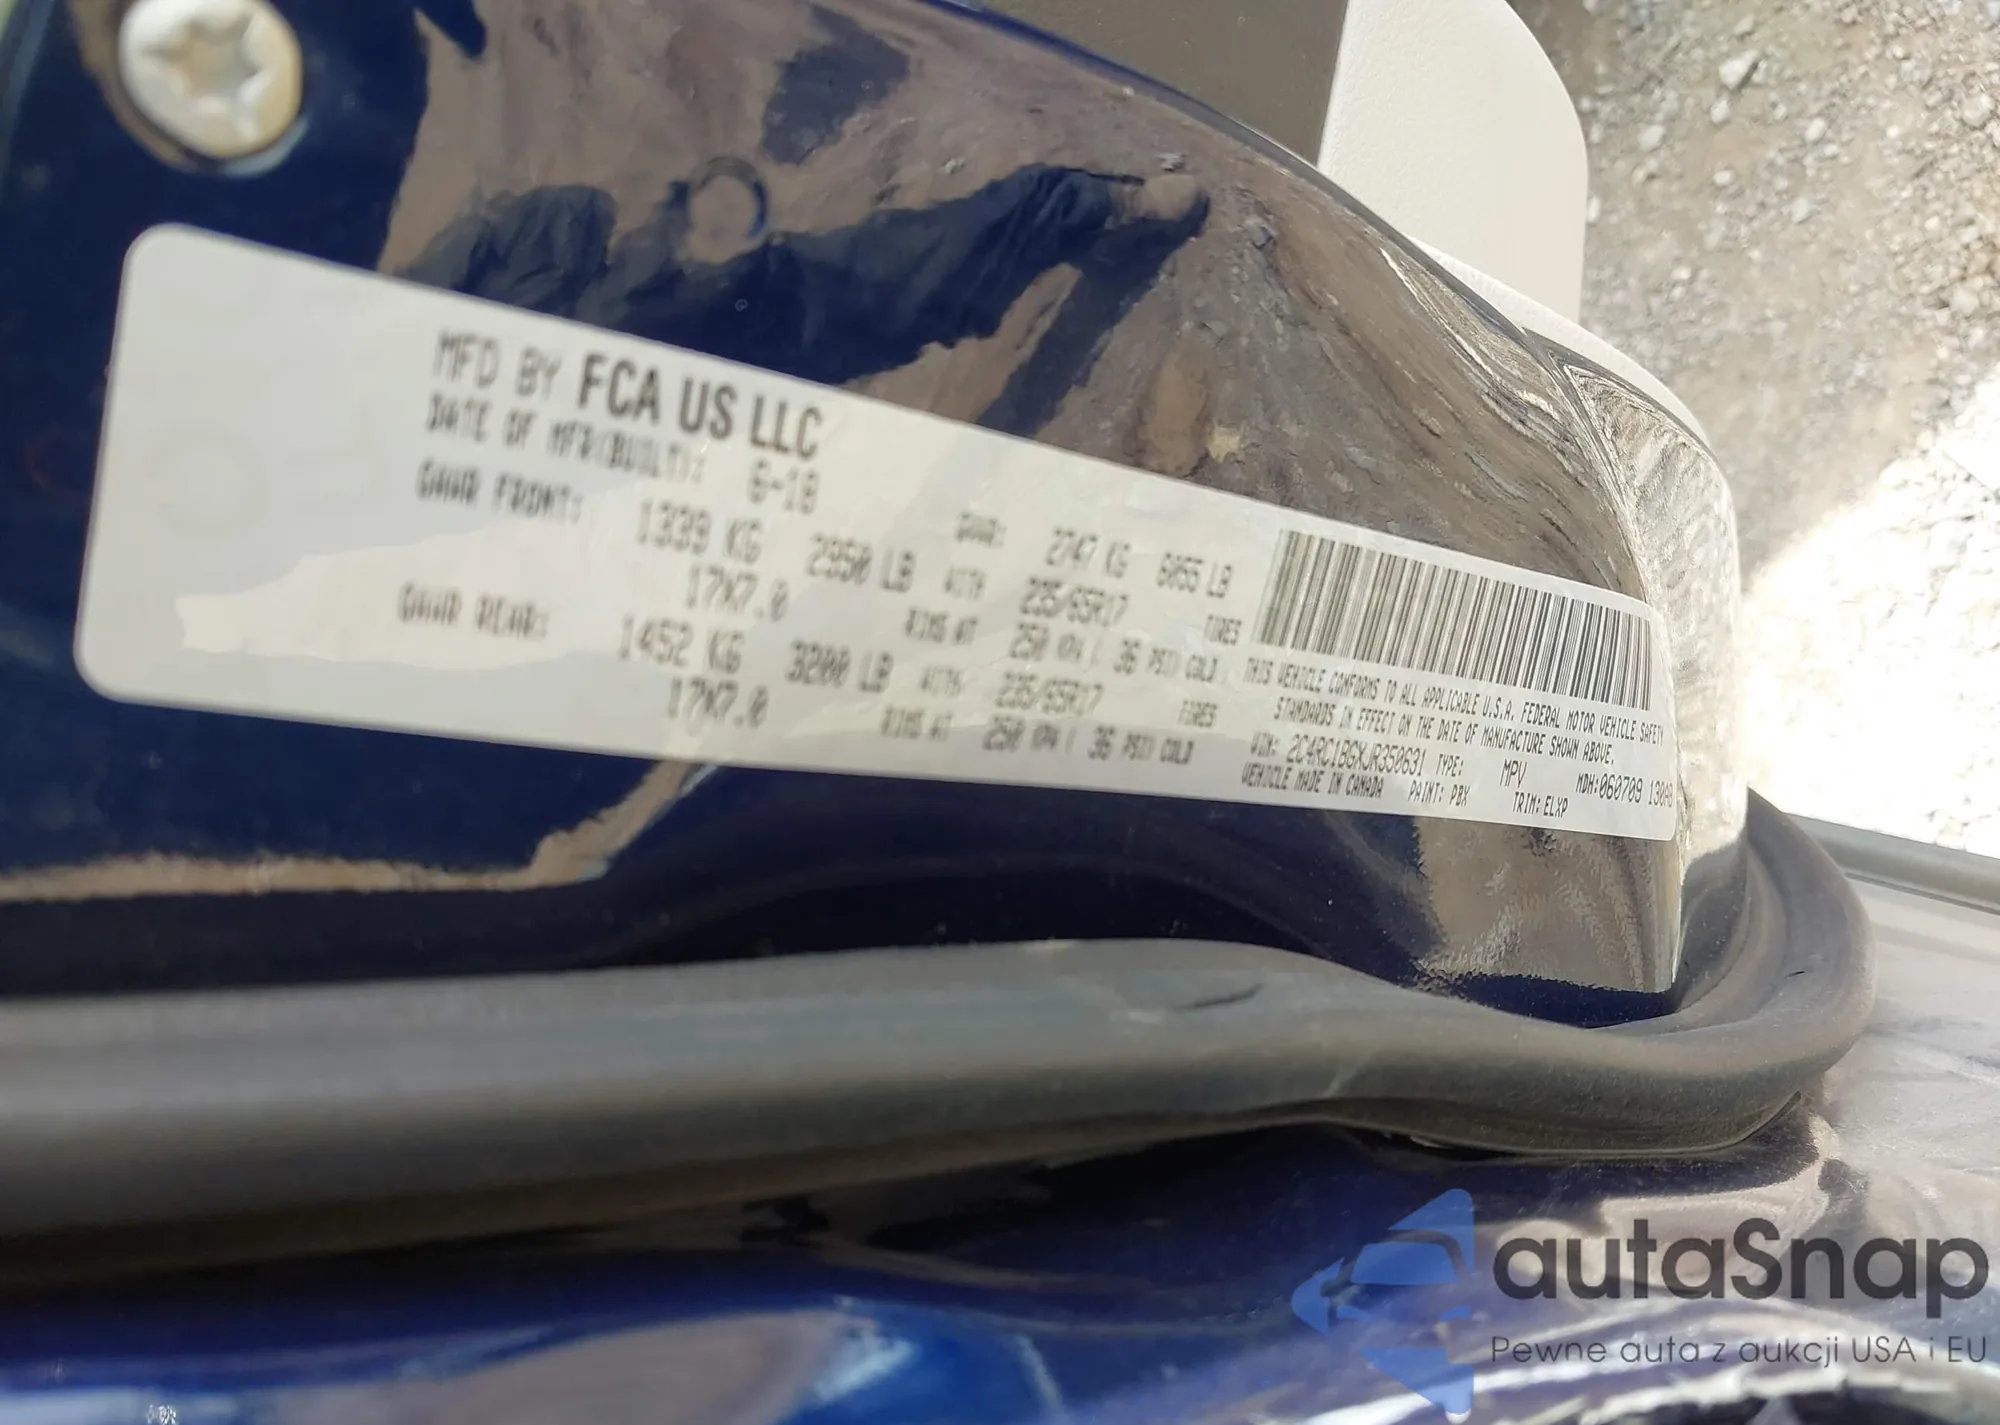 MFD BY FCA US LLC
DATE OF MFR(BUILT): 6-18
GVWR: 2747 KG 6055 LB
GAWR FRONT: 1339 KG 2950 LB WITH 235/65R17 TIRES
17X7.0 RIMS AT 250 KPA / 36 PSI COLD
GAWR REAR: 1452 KG 3200 LB WITH 235/65R17 TIRES
17X7.0 RIMS AT 250 KPA / 36 PSI COLD
THIS VEHICLE CONFORMS TO ALL APPLICABLE U.S.A. FEDERAL MOTOR VEHICLE SAFETY
STANDARDS IN EFFECT ON THE DATE OF MANUFACTURE SHOWN ABOVE.
VIN: 2C4RC1BGXJR350631 TYPE: MPV MDH:060709
VEHICLE MADE IN CANADA PAINT: PBX TRIM: ELXP
autaSnap
Pewne auta z aukcji USA i EU